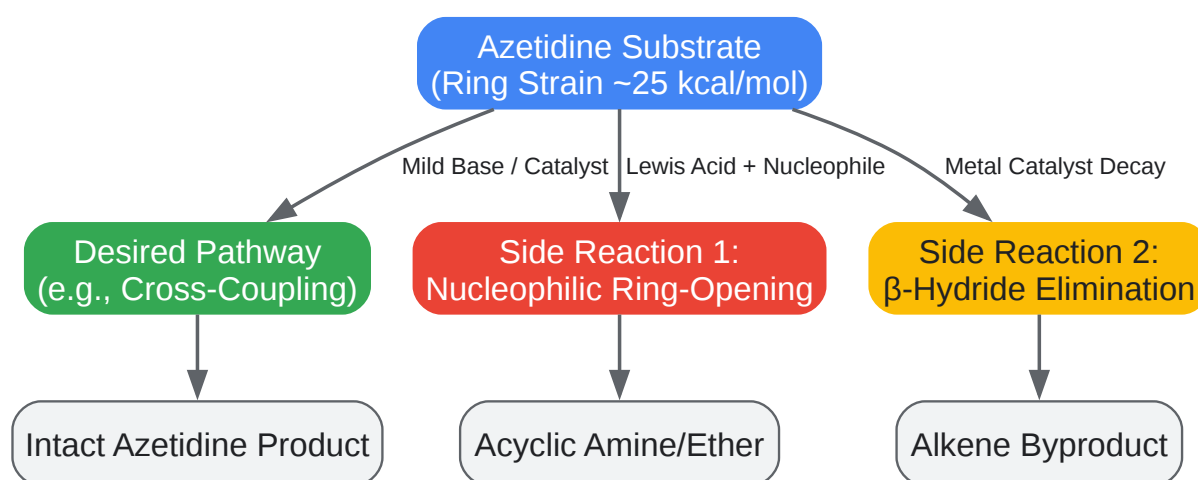 Azetidine Substrate
(Ring Strain ~25 kcal/mol)
Mild Base / Catalyst
Lewis Acid + Nucleophile
Metal Catalyst Decay
Desired Pathway
(e.g., Cross-Coupling)
Side Reaction 1:
Nucleophilic Ring-Opening
Side Reaction 2:
β-Hydride Elimination
Intact Azetidine Product
Acyclic Amine/Ether
Alkene Byproduct